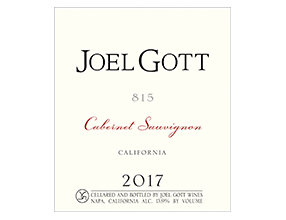 JOEL GOTT
815
Cabernet Sauvignon
CALIFORNIA
2017
CELLARED AND BOTTLED BY JOEL GOTT WINES
NAPA, CALIFORNIA ALC. 13.9% BY VOLUME